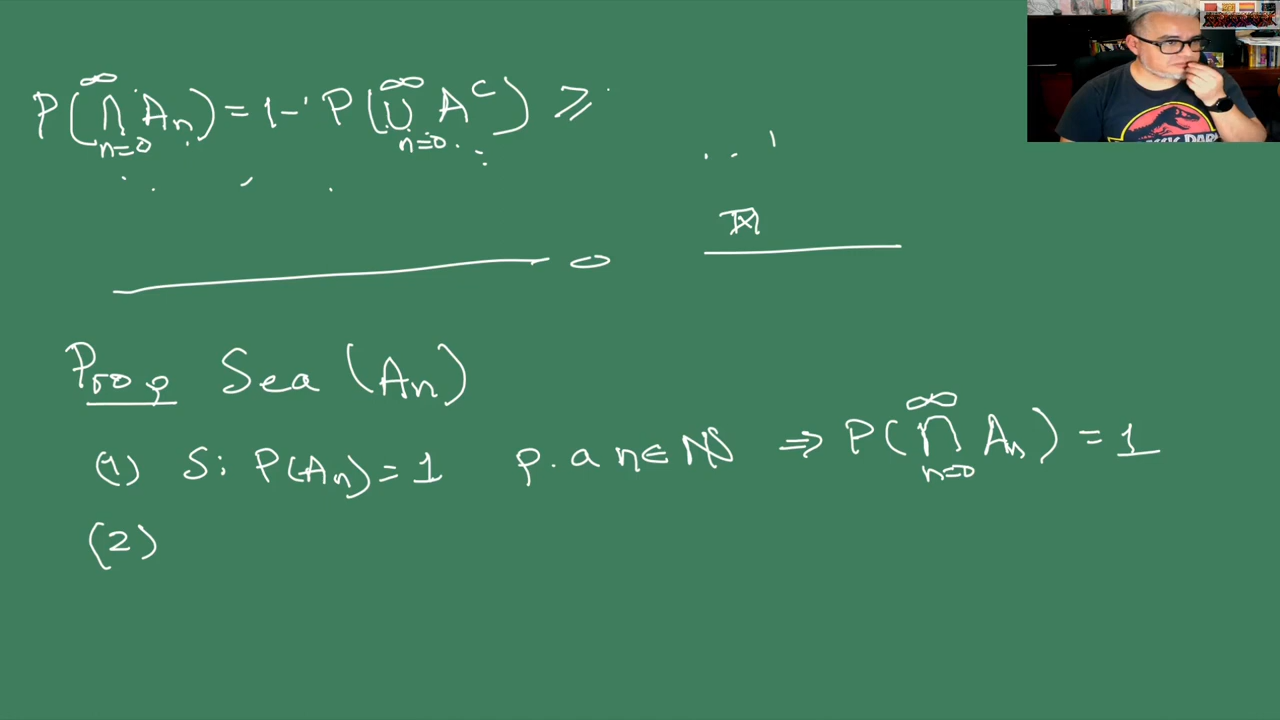 P(⋂_{n=0}^{∞} A_n) = 1 - P(⋃_{n=0}^{∞} A^c) ≥
Prop Sea (A_n)
(1) Si P(A_n) = 1 p.a n ∈ ℕ ⇒ P(⋂_{n=0}^{∞} A_n) = 1
(2)